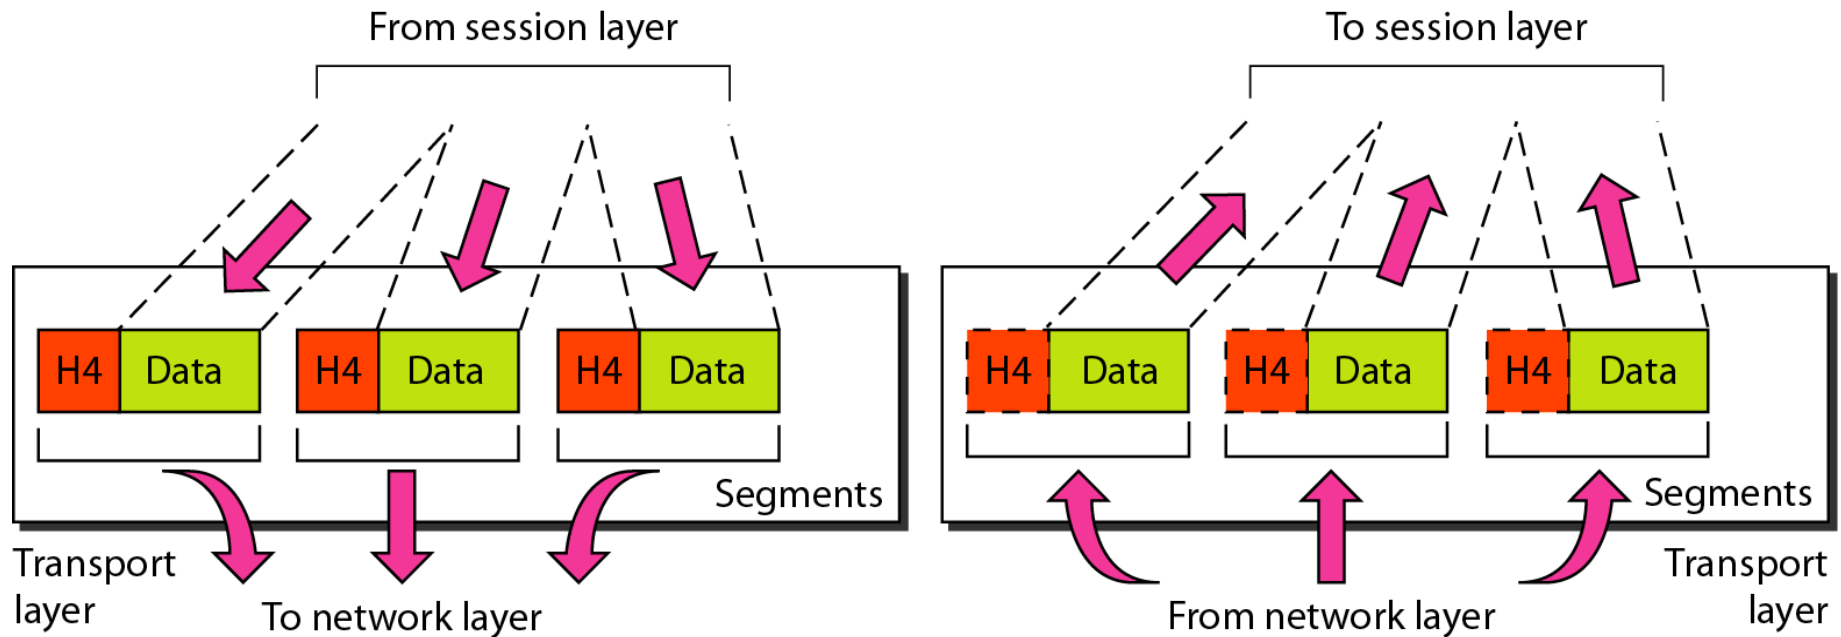 From session layer
H4 Data H4 Data H4 Data
Segments
Transport
layer
To network layer
To session layer
H4 Data H4 Data H4 Data
Segments
Transport
layer
From network layer